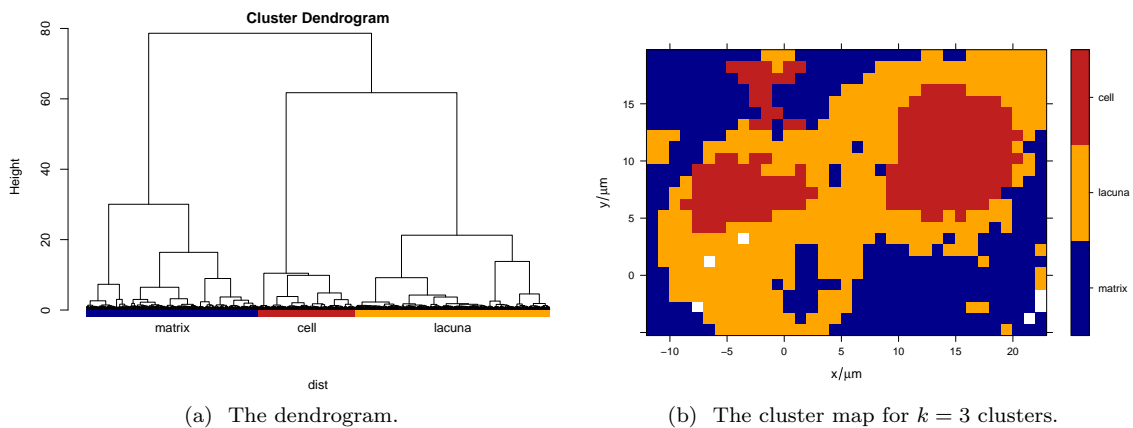 Cluster Dendrogram
80
60
40
20
0
Height
matrix
cell
lacuna
dist
(a) The dendrogram.
15
10
5
0
y/μm
−10
−5
0
5
10
15
20
x/μm
cell
lacuna
matrix
(b) The cluster map for k = 3 clusters.